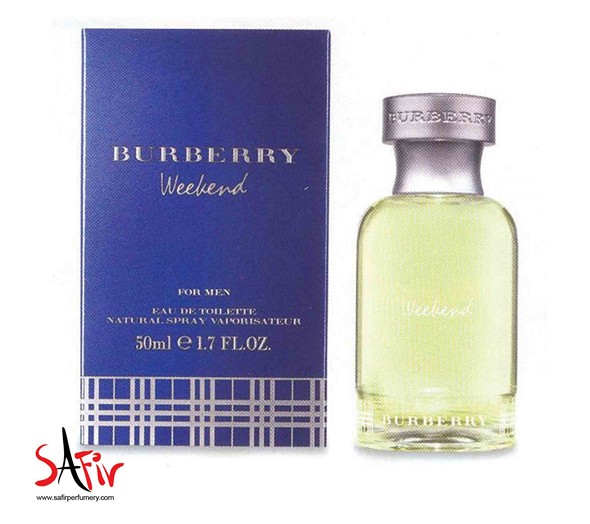 BURBERRY
Weekend
FOR MEN
EAU DE TOILETTE
NATURAL SPRAY VAPORISATEUR
50ml e 1.7 FL.OZ.
BURBERRY
Weekend
BURBERRY
SAFir
www.safirperfumery.com